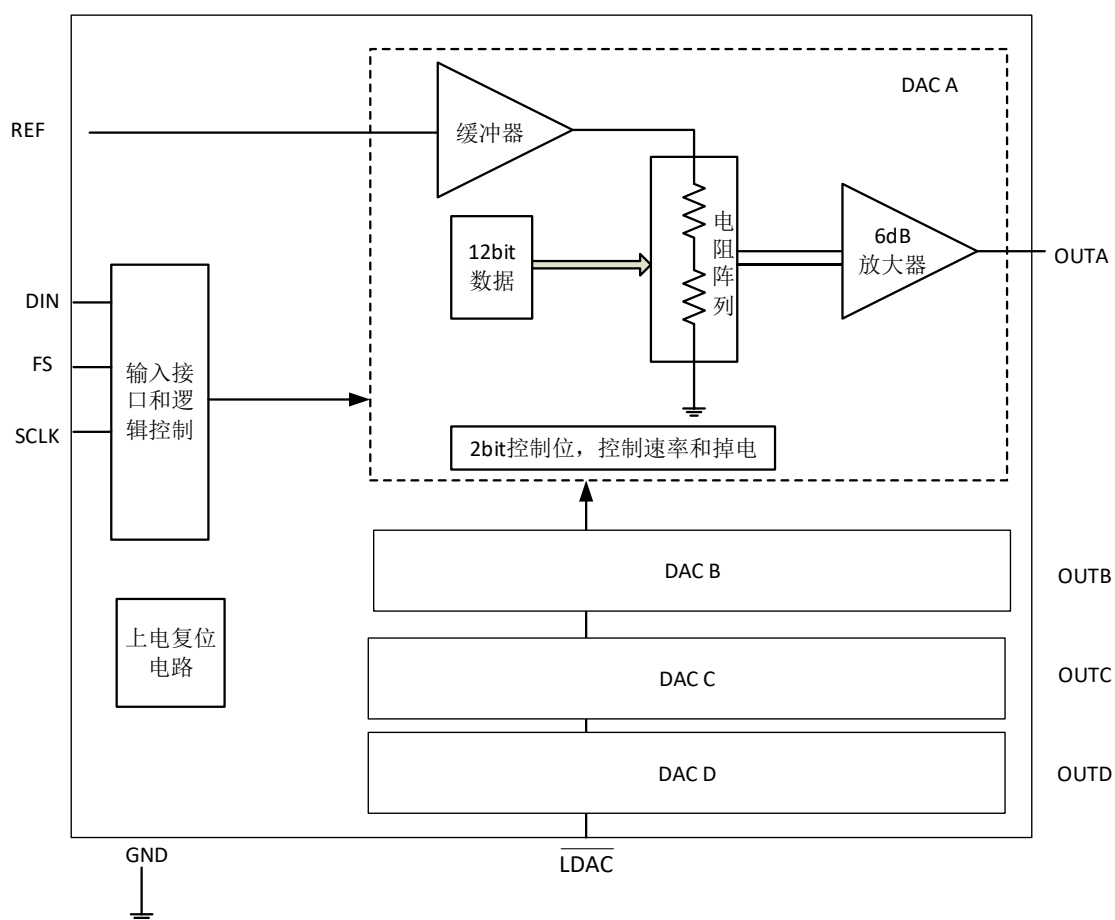 DAC A
REF
缓冲器
12bit
数据
电
阻
阵
列
6dB
放大器
OUTA
DIN
FS
SCLK
输入接
口和逻
辑控制
2bit控制位，控制速率和掉电
DAC B
OUTB
上电复位
电路
DAC C
OUTC
DAC D
OUTD
GND
LDAC